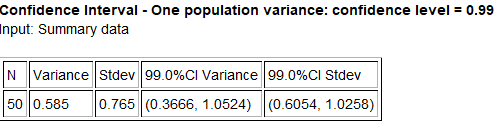 Confidence Interval - One population variance: confidence level = 0.99
Input: Summary data
N Variance Stdev 99.0%CI Variance 99.0%CI Stdev
50 0.585 0.765 (0.3666, 1.0524) (0.6054, 1.0258)